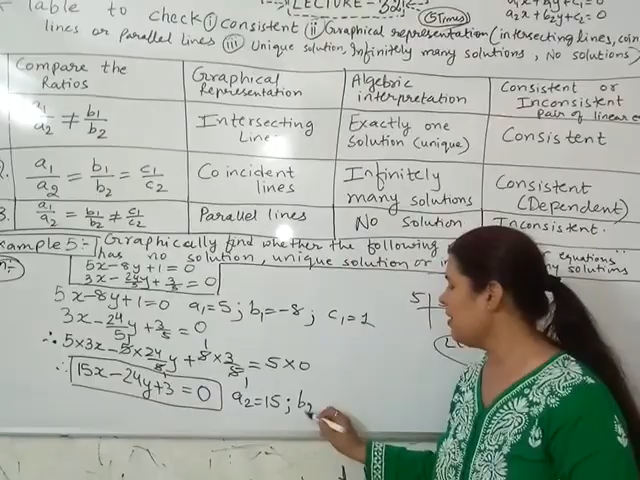 LECTURE-32 (5 Times) a₁x+b₁y+c₁=0
Table to check (i) Consistent (ii) Graphical representation (intersecting lines, coin a₂x+b₂y+c₂=0
lines or Parallel lines (iii) Unique solution, Infinitely many solutions, No solutions)
Compare the Ratios | Graphical Representation | Algebric interpretation | Consistent or Inconsistent Pair of linear e
a₁/a₂ ≠ b₁/b₂ | Intersecting Line | Exactly one Solution (unique) | Consistent
2. a₁/a₂ = b₁/b₂ = c₁/c₂ | Coincident lines | Infinitely many solutions | Consistent (Dependent)
3. a₁/a₂ = b₁/b₂ ≠ c₁/c₂ | Parallel lines | No Solution | Inconsistent.
Example 5:- Graphically find whether the following equations
has no solution, unique solution or in many solutions
5x-8y+1=0
3x-24/5y+3/5=0
5x-8y+1=0 a₁=5; b₁=-8; c₁=1
3x-24/5y+3/5=0
∴ 5×3x-5×24/5y+5×3/5=5×0
∴ 15x-24y+3=0 a₂=15; b₂
5